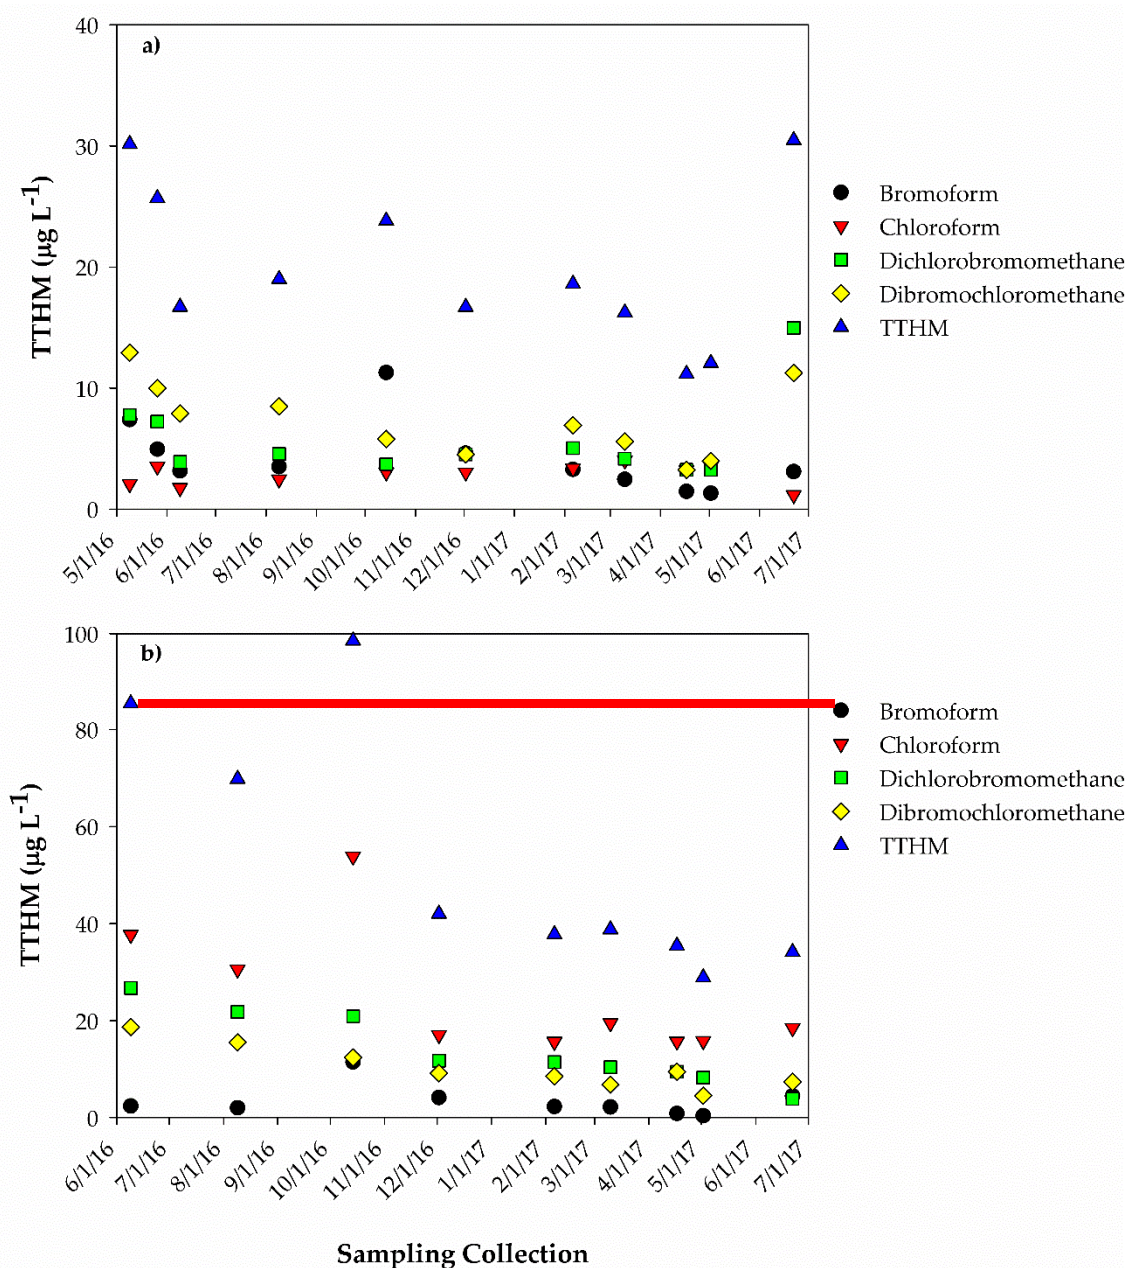 a)
TTHM (µg L-1)
40
30
20
10
0
5/1/16
6/1/16
7/1/16
8/1/16
9/1/16
10/1/16
11/1/16
12/1/16
1/1/17
2/1/17
3/1/17
4/1/17
5/1/17
6/1/17
7/1/17
Bromoform
Chloroform
Dichlorobromomethane
Dibromochloromethane
TTHM
b)
TTHM (µg L-1)
100
80
60
40
20
0
6/1/16
7/1/16
8/1/16
9/1/16
10/1/16
11/1/16
12/1/16
1/1/17
2/1/17
3/1/17
4/1/17
5/1/17
6/1/17
7/1/17
Bromoform
Chloroform
Dichlorobromomethane
Dibromochloromethane
TTHM
Sampling Collection